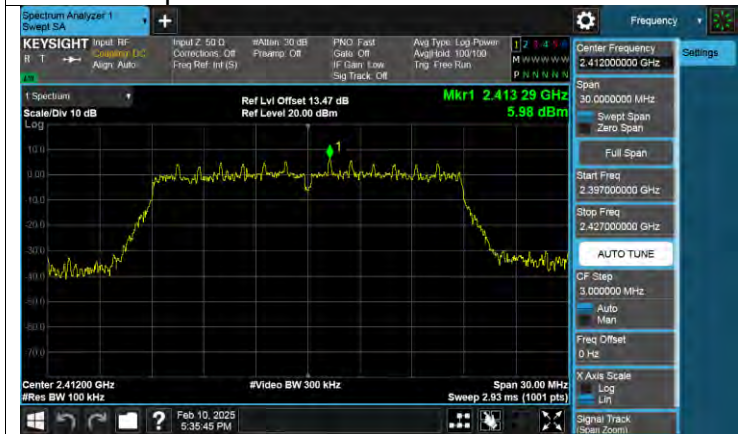 Spectrum Analyzer 1
Swept SA
+
Frequency
KEYSIGHT
R T
Input: RF
Coupling: DC
Align: Auto
Input Z: 50 Ω
Corrections: Off
Freq Ref: Int (S)
#Atten: 30 dB
Preamp: Off
PNO: Fast
Gate: Off
IF Gain: Low
Sig Track: Off
Avg Type: Log-Power
Avg|Hold: 100/100
Trig: Free Run
1 2 3 4 5 6
M W W W W W
P N N N N N
1 Spectrum
Scale/Div 10 dB
Log
Ref Lvl Offset 13.47 dB
Ref Level 20.00 dBm
Mkr1 2.413 29 GHz
5.98 dBm
1
10.0
0.00
-10.0
-20.0
-30.0
-40.0
-50.0
-60.0
-70.0
Center 2.41200 GHz
#Res BW 100 kHz
#Video BW 300 kHz
Span 30.00 MHz
Sweep 2.93 ms (1001 pts)
?
Feb 10, 2025
5:35:45 PM
Center Frequency
2.412000000 GHz
Settings
Span
30.0000000 MHz
Swept Span
Zero Span
Full Span
Start Freq
2.397000000 GHz
Stop Freq
2.427000000 GHz
AUTO TUNE
CF Step
3.000000 MHz
Auto
Man
Freq Offset
0 Hz
X Axis Scale
Log
Lin
Signal Track
(Span Zoom)